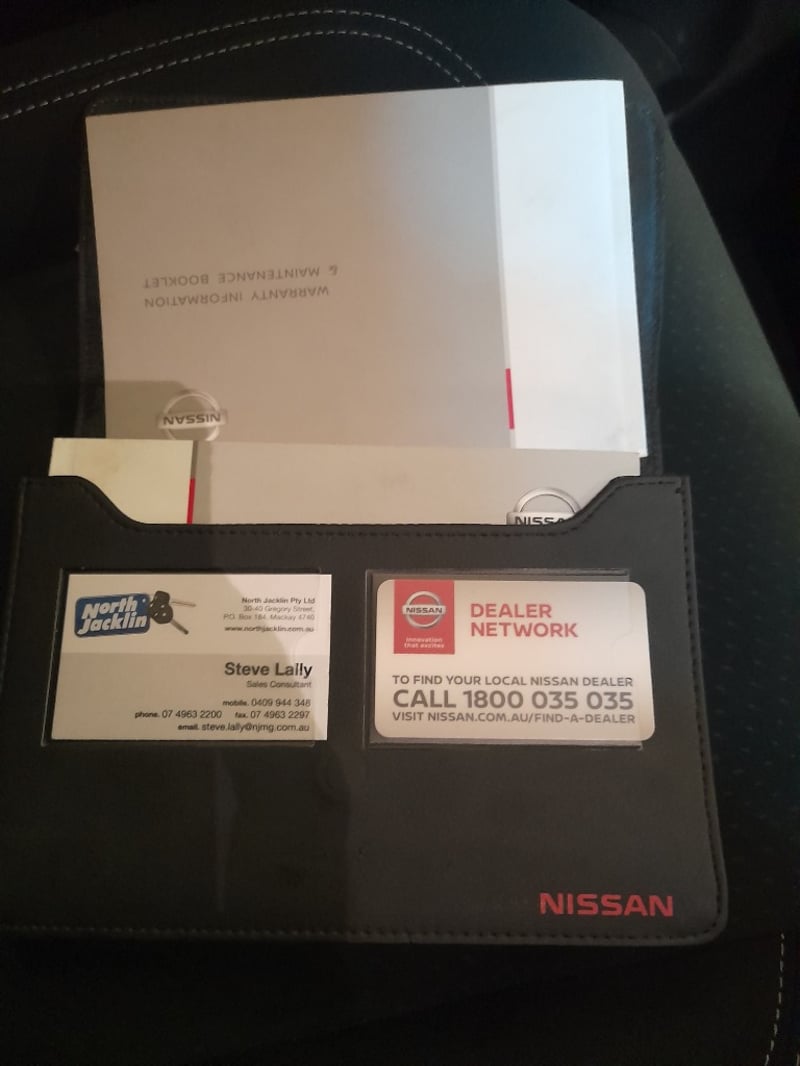 WARRANTY INFORMATION
& MAINTENANCE BOOKLET
NISSAN
NISSA
North
Jacklin
North Jacklin Pty Ltd
30-40 Gregory Street,
P.O. Box 184, Mackay 4740
www.northjacklin.com.au
Steve Lally
Sales Consultant
mobile. 0409 944 346
phone. 07 4963 2200 fax. 07 4963 2297
email. steve.lally@njmg.com.au
NISSAN
Innovation
that excites
DEALER
NETWORK
TO FIND YOUR LOCAL NISSAN DEALER
CALL 1800 035 035
VISIT NISSAN.COM.AU/FIND-A-DEALER
NISSAN